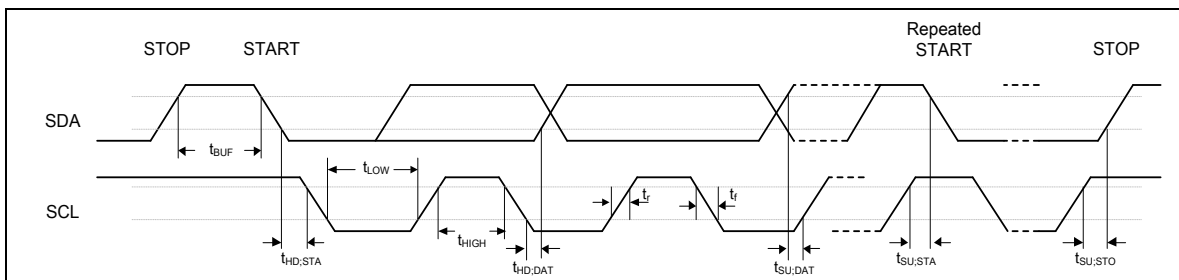 STOP
START
Repeated
START
STOP
SDA
tBUF
tLOW
SCL
tr
tf
tHD;STA
tHIGH
tHD;DAT
tSU;DAT
tSU;STA
tSU;STO